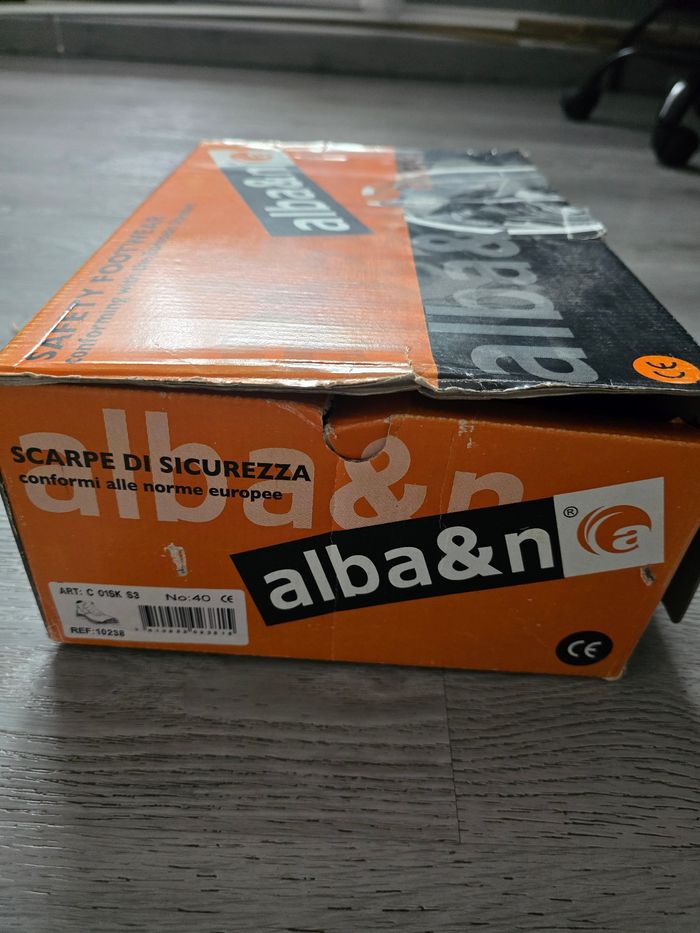 alba&n
alba&
SAFETY FOOTWEAR
CE
alba&n
SCARPE DI SICUREZZA
conformi alle norme europee
alba&n®
a
ART: C 01SK S3
No:40 CE
REF:10238
CE